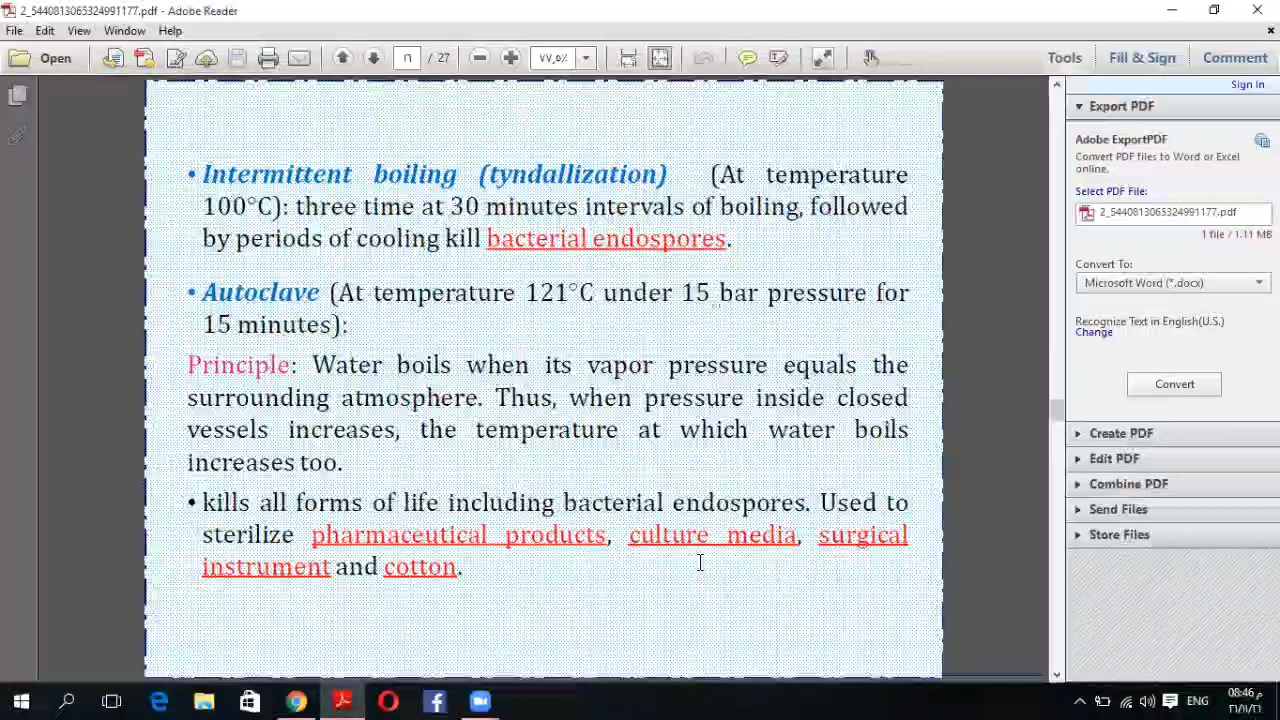 2_5440813065324991177.pdf - Adobe Reader
File Edit View Window Help
Open / 27 Tools Fill & Sign Comment
Sign In
Export PDF
Adobe ExportPDF
Convert PDF files to Word or Excel
online.
Select PDF File:
2_5440813065324991177.pdf
1 file / 1.11 MB
Convert To:
Microsoft Word (*.docx)
Recognize Text in English(U.S.)
Change
Convert
Create PDF
Edit PDF
Combine PDF
Send Files
Store Files
• Intermittent boiling (tyndallization) (At temperature
100°C): three time at 30 minutes intervals of boiling, followed
by periods of cooling kill bacterial endospores.
• Autoclave (At temperature 121°C under 15 bar pressure for
15 minutes):
Principle: Water boils when its vapor pressure equals the
surrounding atmosphere. Thus, when pressure inside closed
vessels increases, the temperature at which water boils
increases too.
• kills all forms of life including bacterial endospores. Used to
sterilize pharmaceutical products, culture media, surgical
instrument and cotton.
ENG
08:46 م